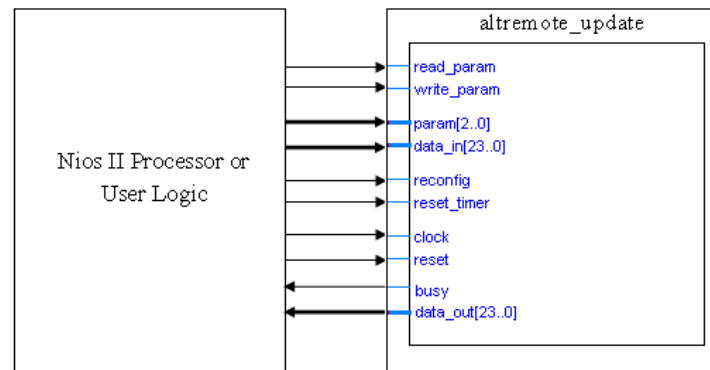 altremote_update
read_param
write_param
param[2..0]
data_in[23..0]
Nios II Processor or
User Logic
reconfig
reset_timer
clock
reset
busy
data_out[23..0]